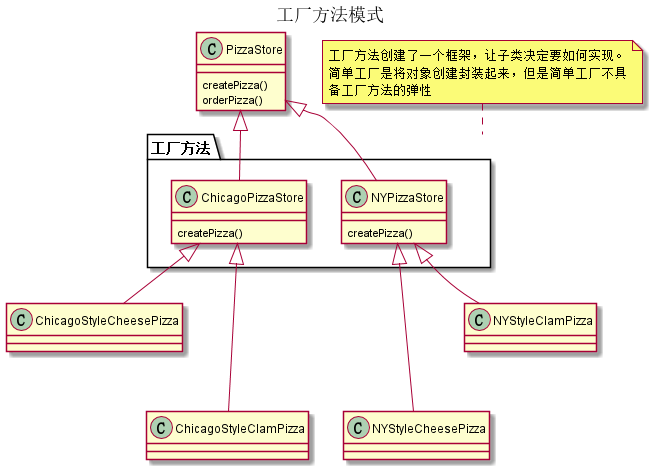 工厂方法模式
C PizzaStore
createPizza()
orderPizza()
工厂方法创建了一个框架，让子类决定要如何实现。
简单工厂是将对象创建封装起来，但是简单工厂不具
备工厂方法的弹性
工厂方法
C ChicagoPizzaStore
createPizza()
C NYPizzaStore
createPizza()
C ChicagoStyleCheesePizza
C NYStyleClamPizza
C ChicagoStyleClamPizza
C NYStyleCheesePizza